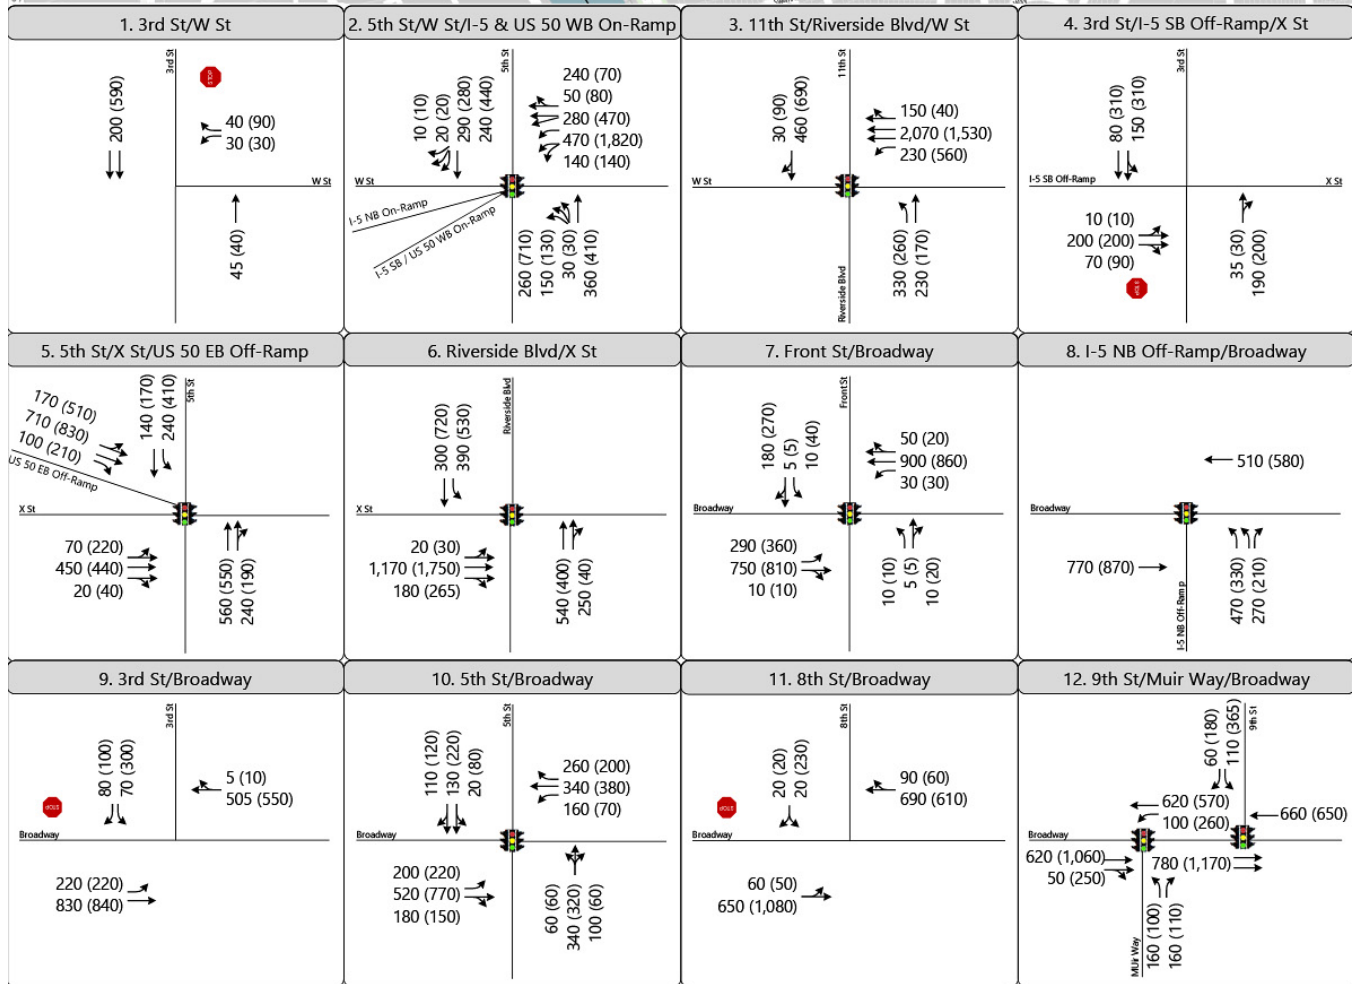 1. 3rd St/W St
3rd St
STOP
200 (590)
40 (90)
30 (30)
W St
45 (40)
2. 5th St/W St/I-5 & US 50 WB On-Ramp
5th St
10 (10)
20 (20)
290 (280)
240 (440)
240 (70)
50 (80)
280 (470)
470 (1,820)
140 (140)
W St
I-5 NB On-Ramp
I-5 SB / US 50 WB On-Ramp
260 (710)
150 (130)
30 (30)
360 (410)
3. 11th St/Riverside Blvd/W St
11th St
30 (90)
460 (690)
150 (40)
2,070 (1,530)
230 (560)
W St
Riverside Blvd
330 (260)
230 (170)
4. 3rd St/I-5 SB Off-Ramp/X St
3rd St
80 (310)
150 (310)
I-5 SB Off-Ramp
X St
10 (10)
200 (200)
70 (90)
STOP
35 (30)
190 (200)
5. 5th St/X St/US 50 EB Off-Ramp
5th St
170 (510)
710 (830)
100 (210)
US 50 EB Off-Ramp
140 (170)
240 (410)
X St
70 (220)
450 (440)
20 (40)
560 (550)
240 (190)
6. Riverside Blvd/X St
Riverside Blvd
300 (720)
390 (530)
X St
20 (30)
1,170 (1,750)
180 (265)
540 (400)
250 (40)
7. Front St/Broadway
Front St
180 (270)
5 (5)
10 (40)
50 (20)
900 (860)
30 (30)
Broadway
290 (360)
750 (810)
10 (10)
10 (10)
5 (5)
10 (20)
8. I-5 NB Off-Ramp/Broadway
510 (580)
Broadway
770 (870)
I-5 NB Off-Ramp
470 (330)
270 (210)
9. 3rd St/Broadway
3rd St
80 (100)
70 (300)
5 (10)
505 (550)
STOP
Broadway
220 (220)
830 (840)
10. 5th St/Broadway
5th St
110 (120)
130 (220)
20 (80)
260 (200)
340 (380)
160 (70)
Broadway
200 (220)
520 (770)
180 (150)
60 (60)
340 (320)
100 (60)
11. 8th St/Broadway
8th St
20 (20)
20 (230)
90 (60)
690 (610)
STOP
Broadway
60 (50)
650 (1,080)
12. 9th St/Muir Way/Broadway
9th St
60 (180)
110 (365)
620 (570)
100 (260)
660 (650)
Broadway
620 (1,060)
50 (250)
780 (1,170)
MUir Way
160 (100)
160 (110)